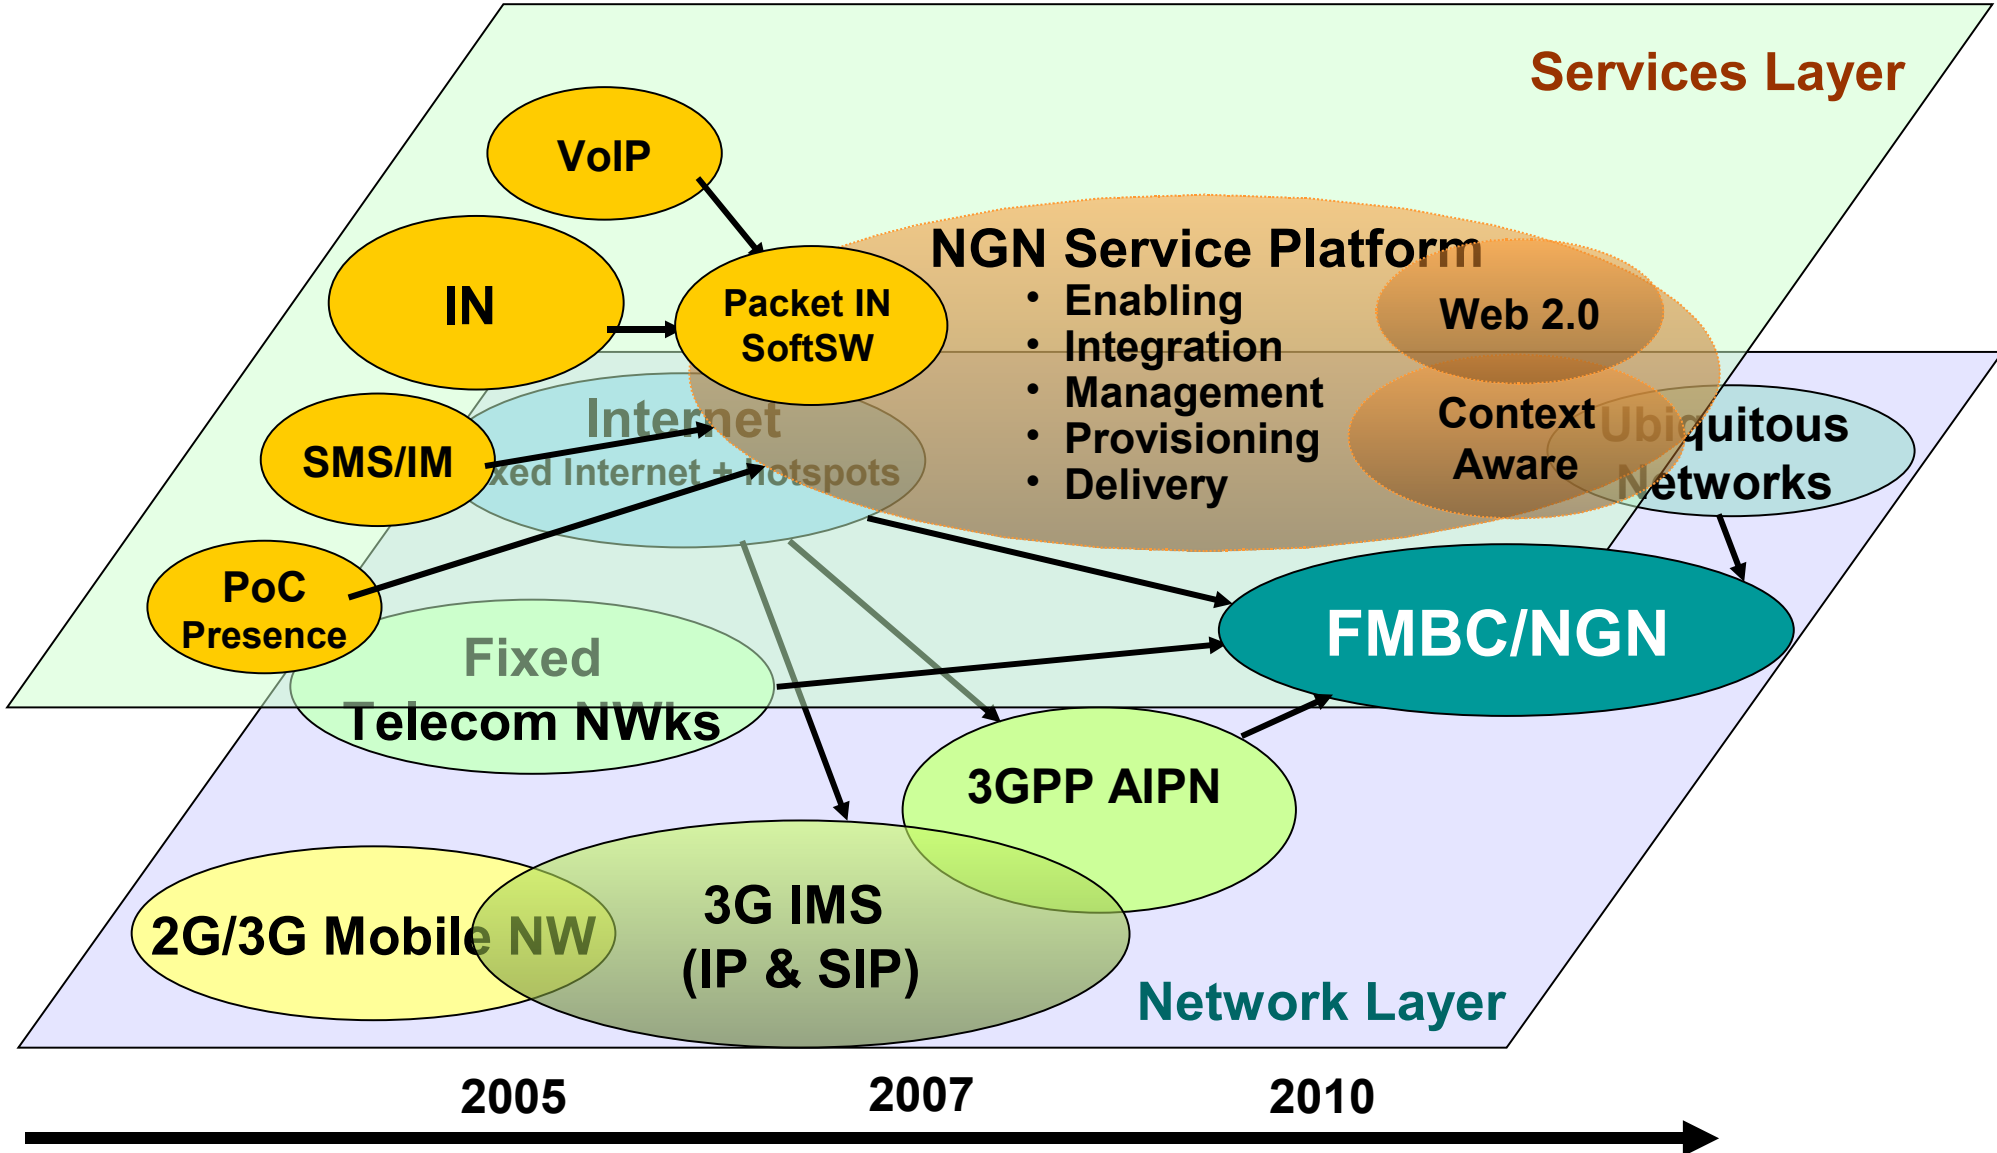 Services Layer
VoIP
NGN Service Platform
• Enabling
• Integration
• Management
• Provisioning
• Delivery
IN
Packet IN
SoftSW
Web 2.0
Context
Aware
Internet
xed Internet + hotspots
SMS/IM
Ubiquitous
Networks
PoC
Presence
FMBC/NGN
Fixed
Telecom NWks
3GPP AIPN
2G/3G Mobile NW
3G IMS
(IP & SIP)
Network Layer
2005
2007
2010